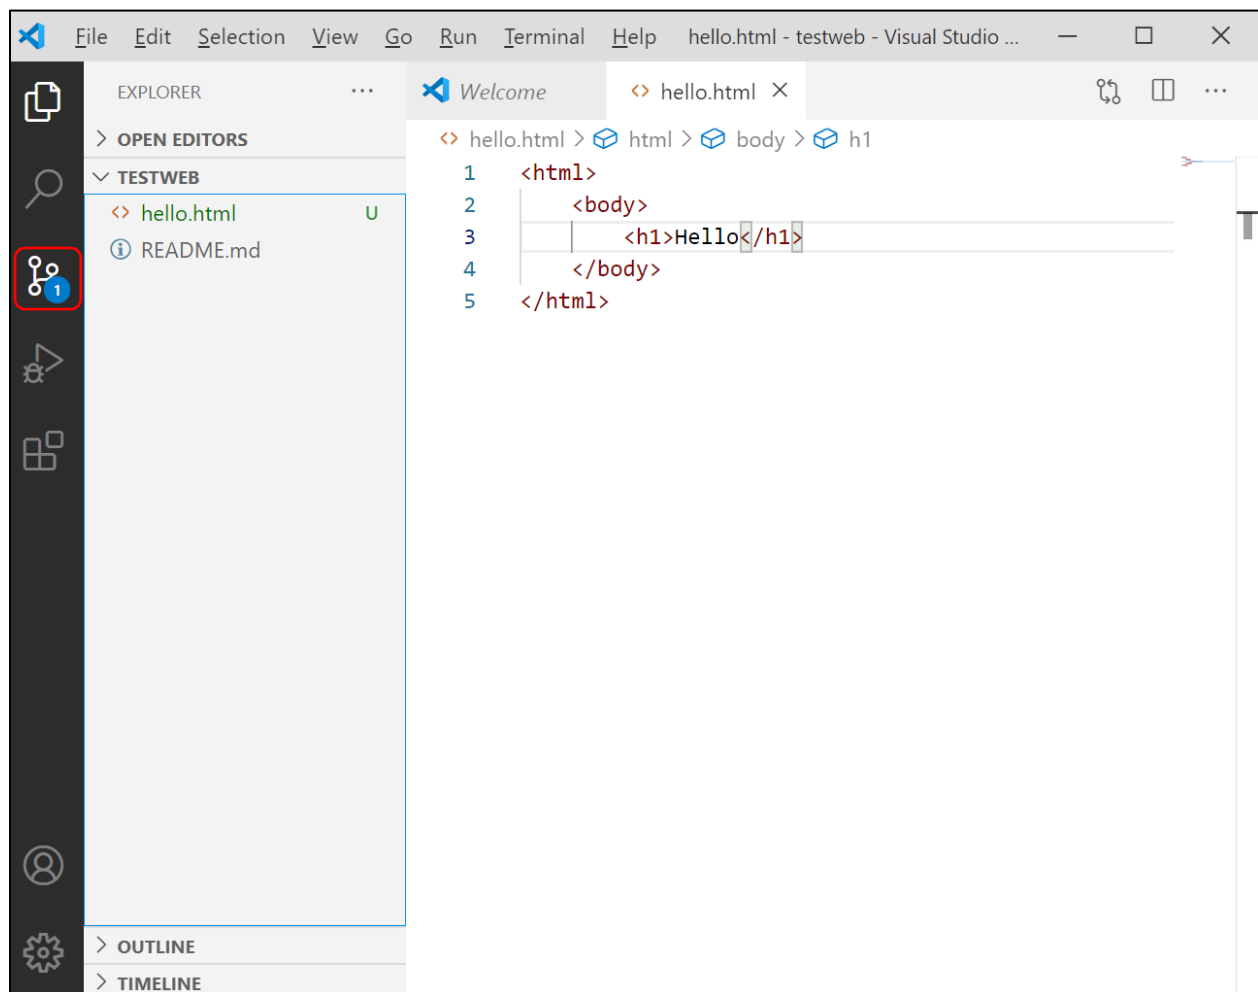 File Edit Selection View Go Run Terminal Help hello.html - testweb - Visual Studio ...
EXPLORER ...
Welcome
hello.html
OPEN EDITORS
hello.html > html > body > h1
TESTWEB
hello.html U
README.md
1
1 <html>
2 <body>
3 <h1>Hello</h1>
4 </body>
5 </html>
OUTLINE
TIMELINE